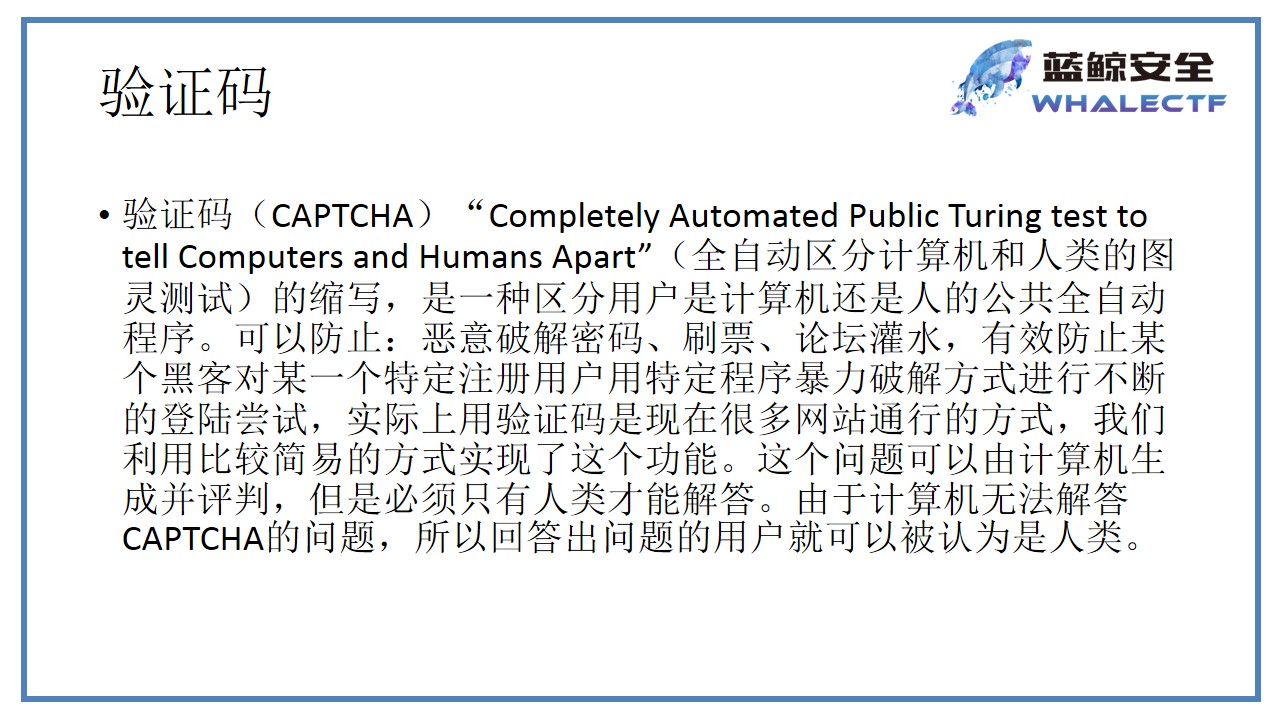 验证码
蓝鲸安全
WHALECTF
• 验证码（CAPTCHA）“Completely Automated Public Turing test to
tell Computers and Humans Apart”（全自动区分计算机和人类的图
灵测试）的缩写，是一种区分用户是计算机还是人的公共全自动
程序。可以防止：恶意破解密码、刷票、论坛灌水，有效防止某
个黑客对某一个特定注册用户用特定程序暴力破解方式进行不断
的登陆尝试，实际上用验证码是现在很多网站通行的方式，我们
利用比较简易的方式实现了这个功能。这个问题可以由计算机生
成并评判，但是必须只有人类才能解答。由于计算机无法解答
CAPTCHA的问题，所以回答出问题的用户就可以被认为是人类。